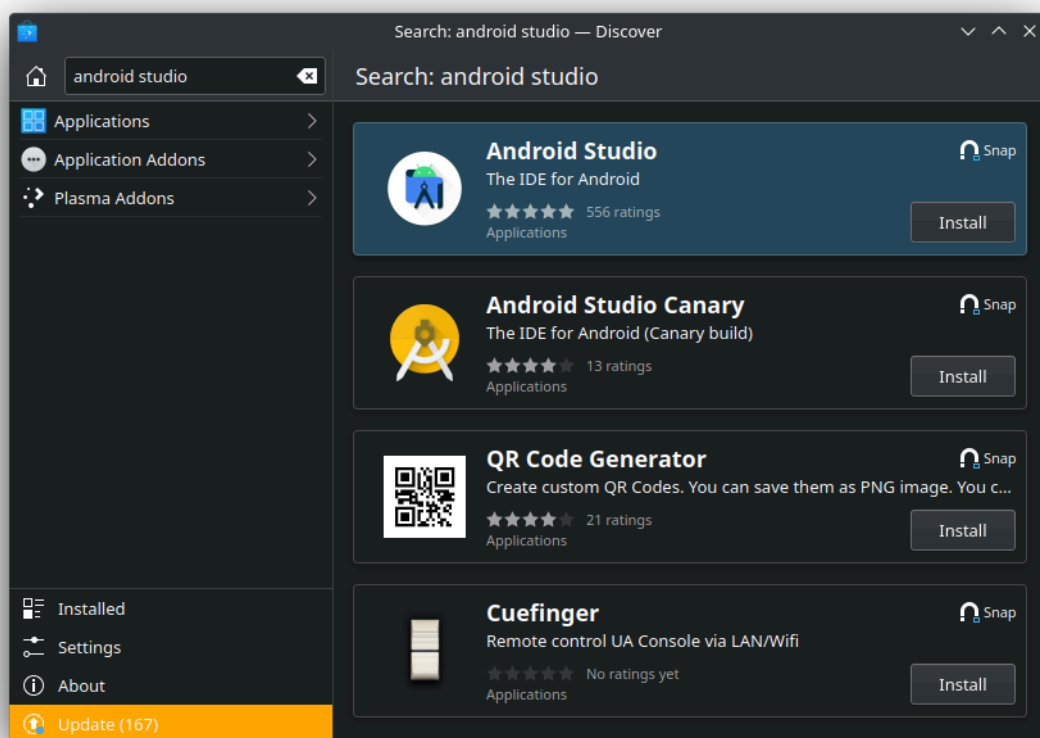 Search: android studio — Discover
android studio
Search: android studio
Applications
Application Addons
Plasma Addons
Android Studio
Snap
The IDE for Android
556 ratings
Applications
Install
Android Studio Canary
Snap
The IDE for Android (Canary build)
13 ratings
Applications
Install
QR Code Generator
Snap
Create custom QR Codes. You can save them as PNG image. You c...
21 ratings
Applications
Install
Cuefinger
Snap
Remote control UA Console via LAN/Wifi
No ratings yet
Applications
Install
Installed
Settings
About
Update (167)